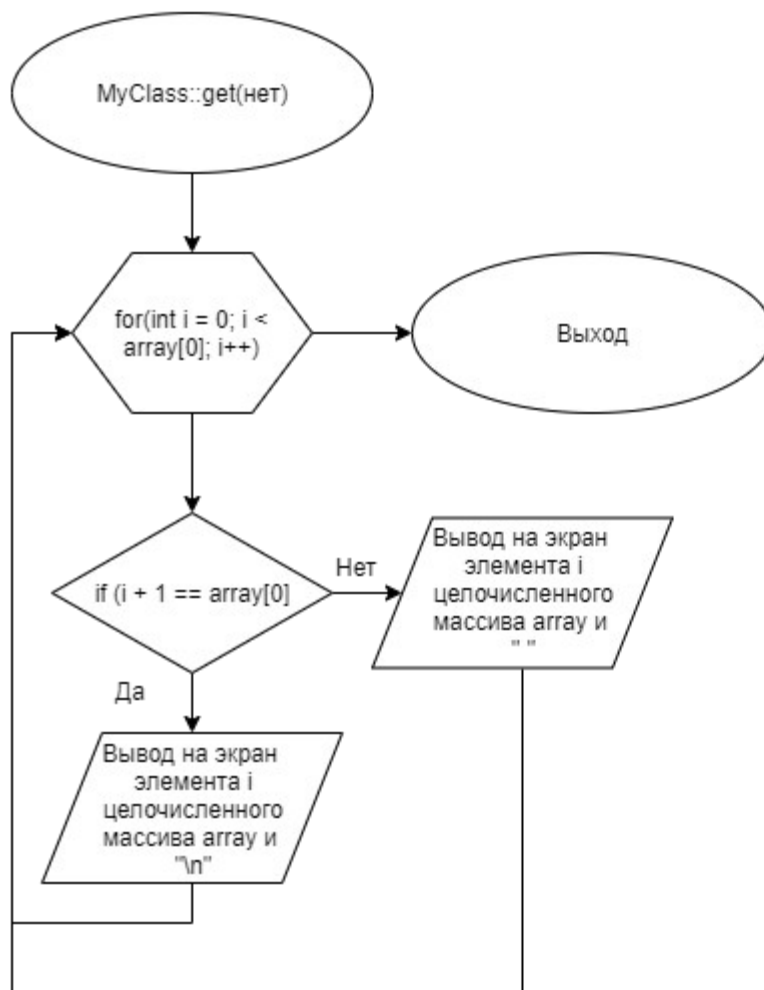 MyClass::get(нет)
for(int i = 0; i <
array[0]; i++)
Выход
if (i + 1 == array[0]
Нет
Вывод на экран
элемента i
целочисленного
массива array и
" "
Да
Вывод на экран
элемента i
целочисленного
массива array и
"\n"